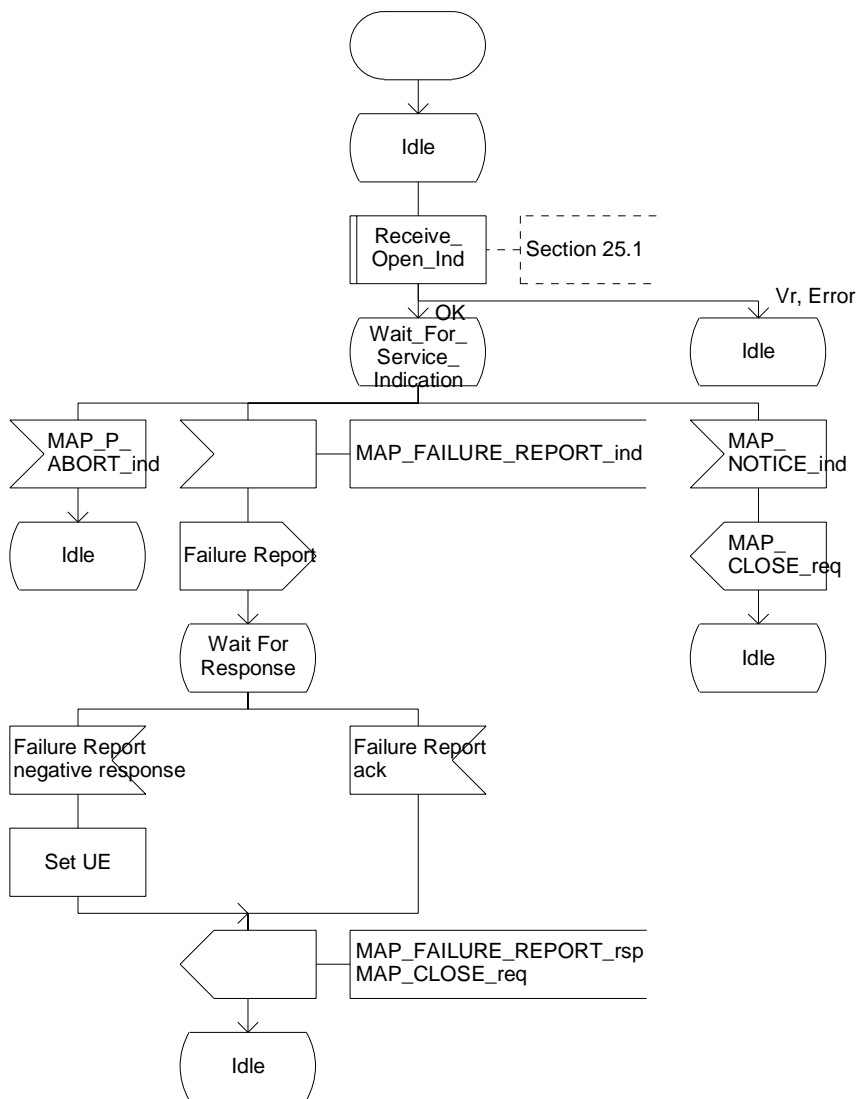 Idle
Receive_
Open_Ind
Section 25.1
Vr, Error
OK
Wait_For_
Service_
Indication
Idle
MAP_P_
ABORT_ind
MAP_FAILURE_REPORT_ind
MAP_
NOTICE_ind
Idle
Failure Report
MAP_
CLOSE_req
Wait For
Response
Idle
Failure Report
negative response
Failure Report
ack
Set UE
MAP_FAILURE_REPORT_rsp
MAP_CLOSE_req
Idle